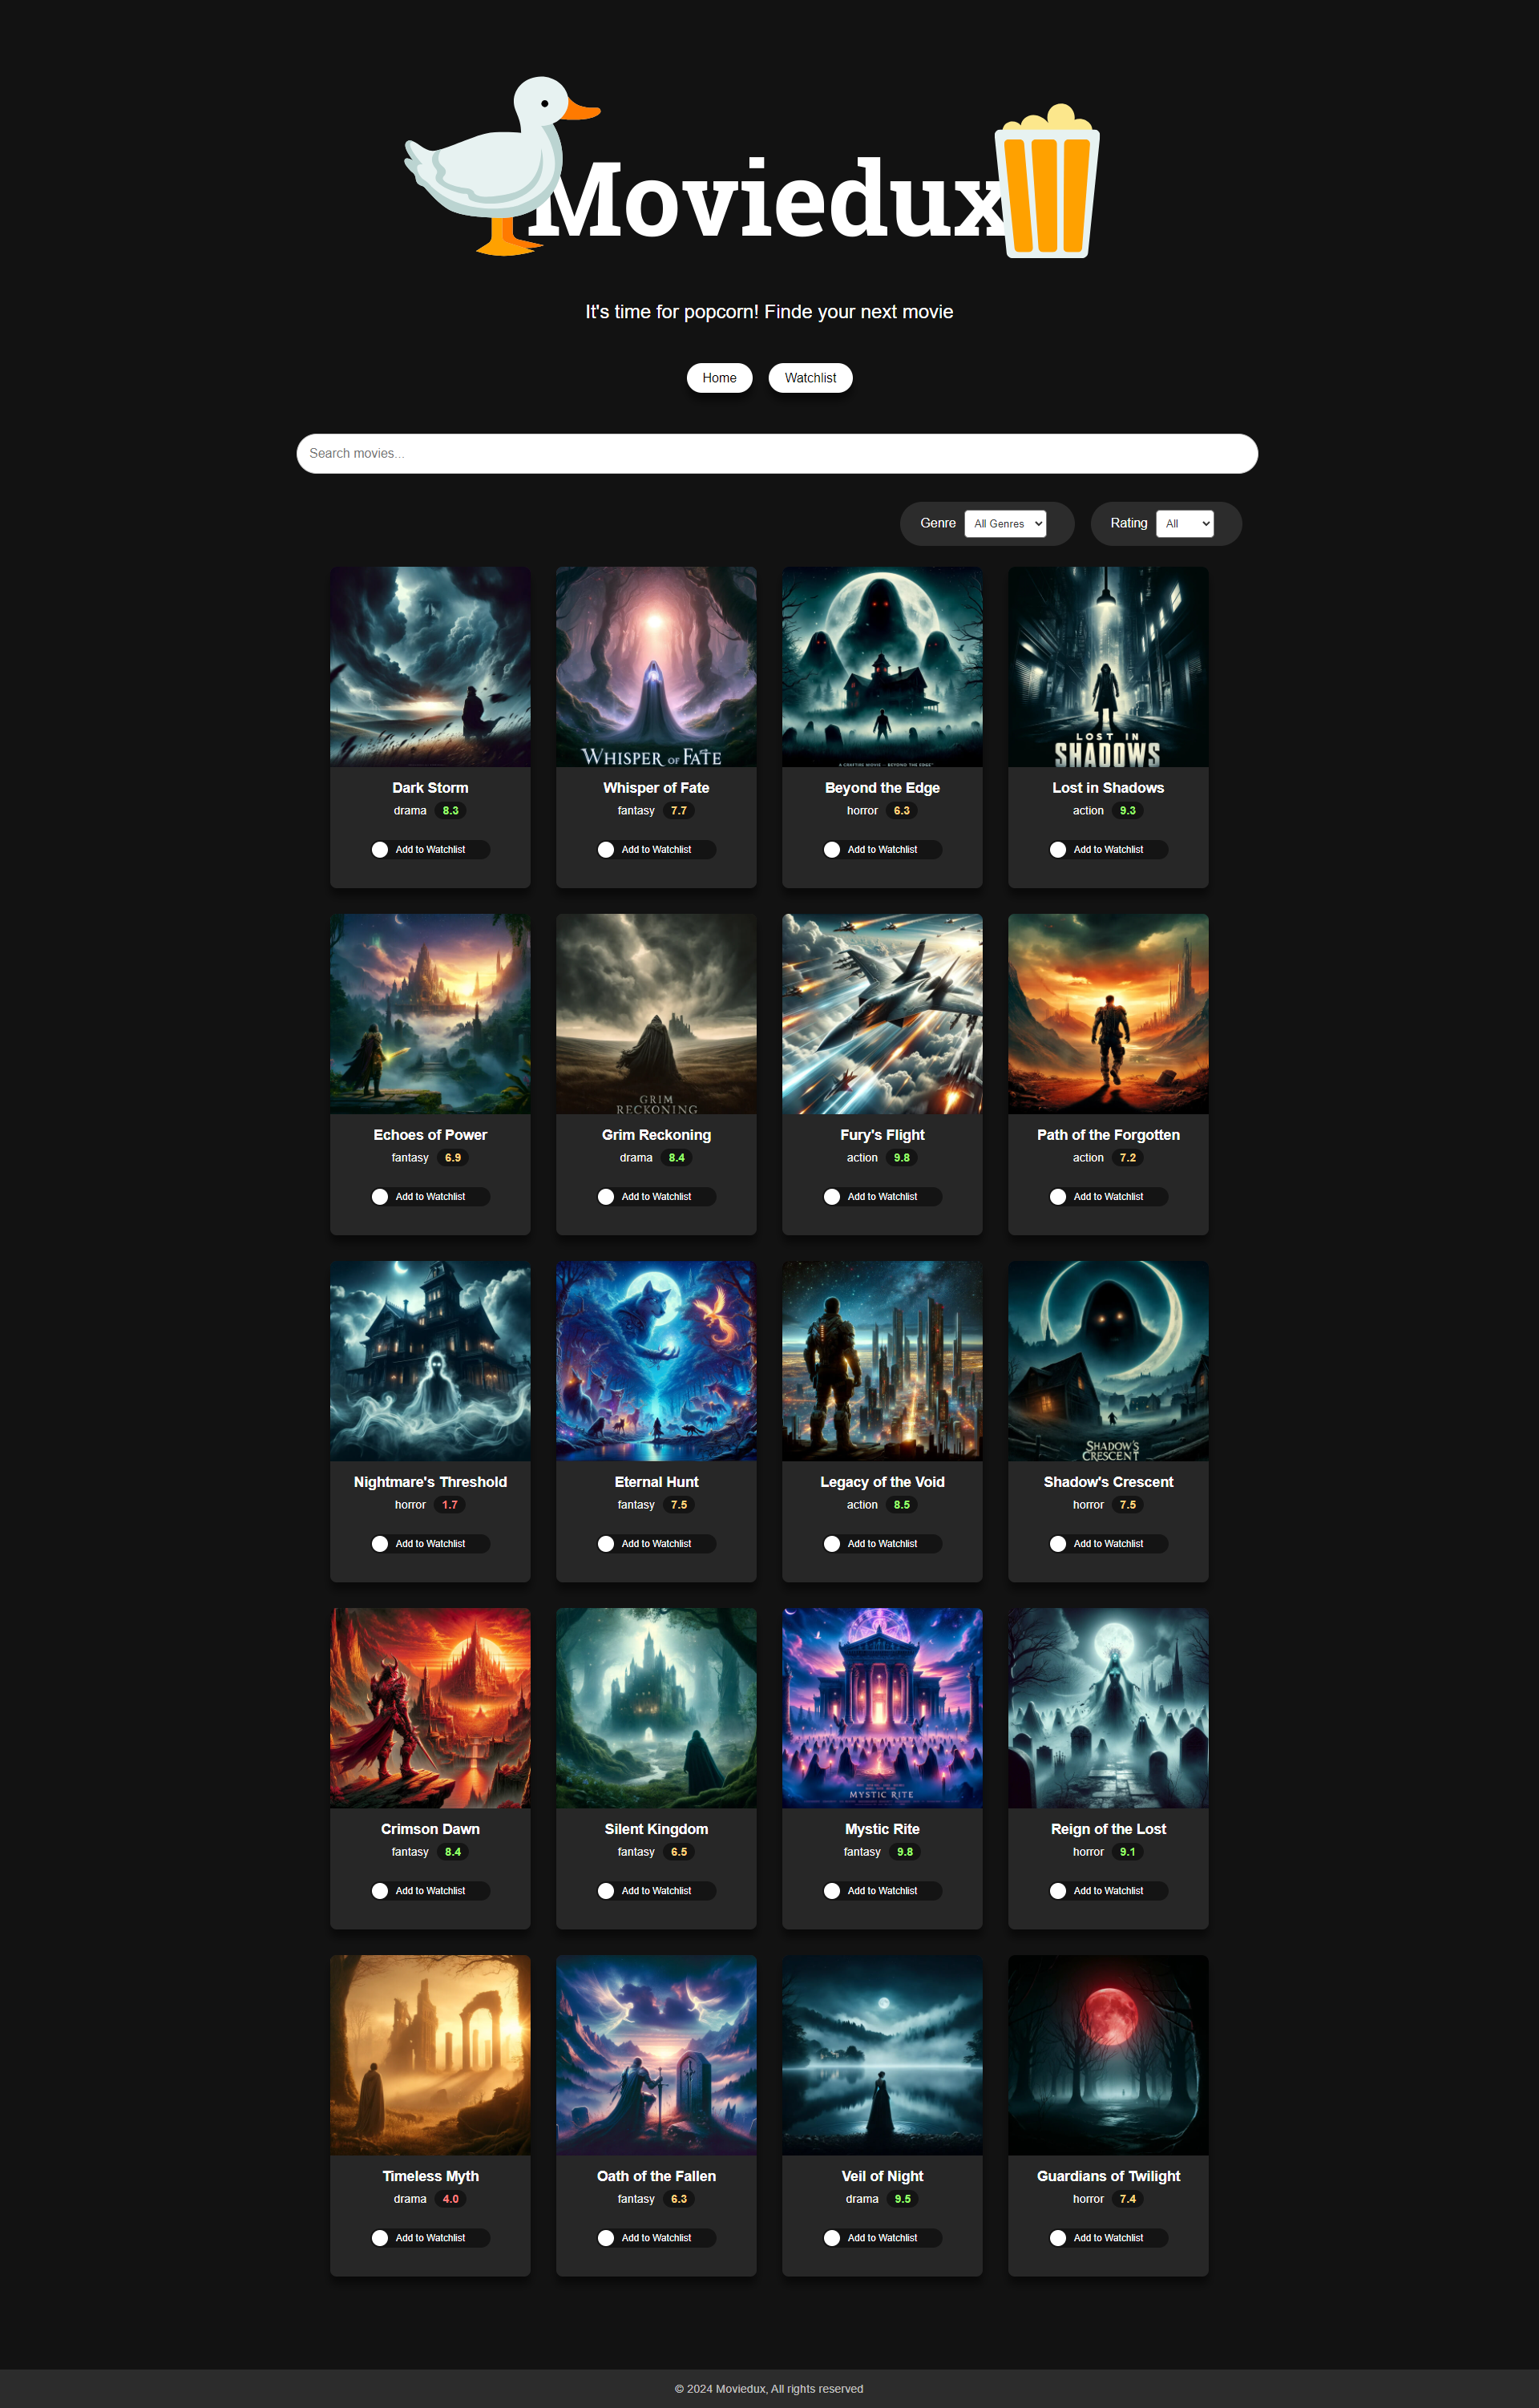 Moviedux
It's time for popcorn! Finde your next movie
Home Watchlist
Search movies...
Genre All Genres Rating All
WHISPER OF FATE
A CRAFTING MOVIE - BEYOND THE EDGE
LOST IN
SHADOWS
Dark Storm Whisper of Fate Beyond the Edge Lost in Shadows
drama 8.3 fantasy 7.7 horror 6.3 action 9.3
Add to Watchlist Add to Watchlist Add to Watchlist Add to Watchlist
GRIM
RECKONING
Echoes of Power Grim Reckoning Fury's Flight Path of the Forgotten
fantasy 6.9 drama 8.4 action 9.8 action 7.2
Add to Watchlist Add to Watchlist Add to Watchlist Add to Watchlist
SHADOW'S
CRESCENT
Nightmare's Threshold Eternal Hunt Legacy of the Void Shadow's Crescent
horror 1.7 fantasy 7.5 action 8.5 horror 7.5
Add to Watchlist Add to Watchlist Add to Watchlist Add to Watchlist
MYSTIC RITE
Crimson Dawn Silent Kingdom Mystic Rite Reign of the Lost
fantasy 8.4 fantasy 6.5 fantasy 9.8 horror 9.1
Add to Watchlist Add to Watchlist Add to Watchlist Add to Watchlist
Timeless Myth Oath of the Fallen Veil of Night Guardians of Twilight
drama 4.0 fantasy 6.3 drama 9.5 horror 7.4
Add to Watchlist Add to Watchlist Add to Watchlist Add to Watchlist
© 2024 Moviedux, All rights reserved